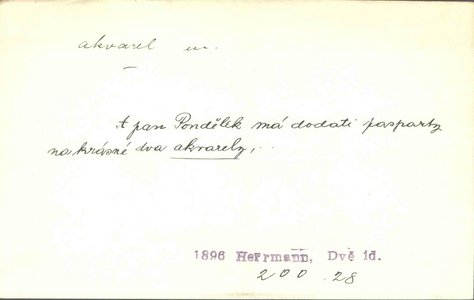 akvarel m.
A pan Pondělek má dodati pasparty
na krásné dva akvarely,..
1896 Herrmann, Dvě id.
200.28